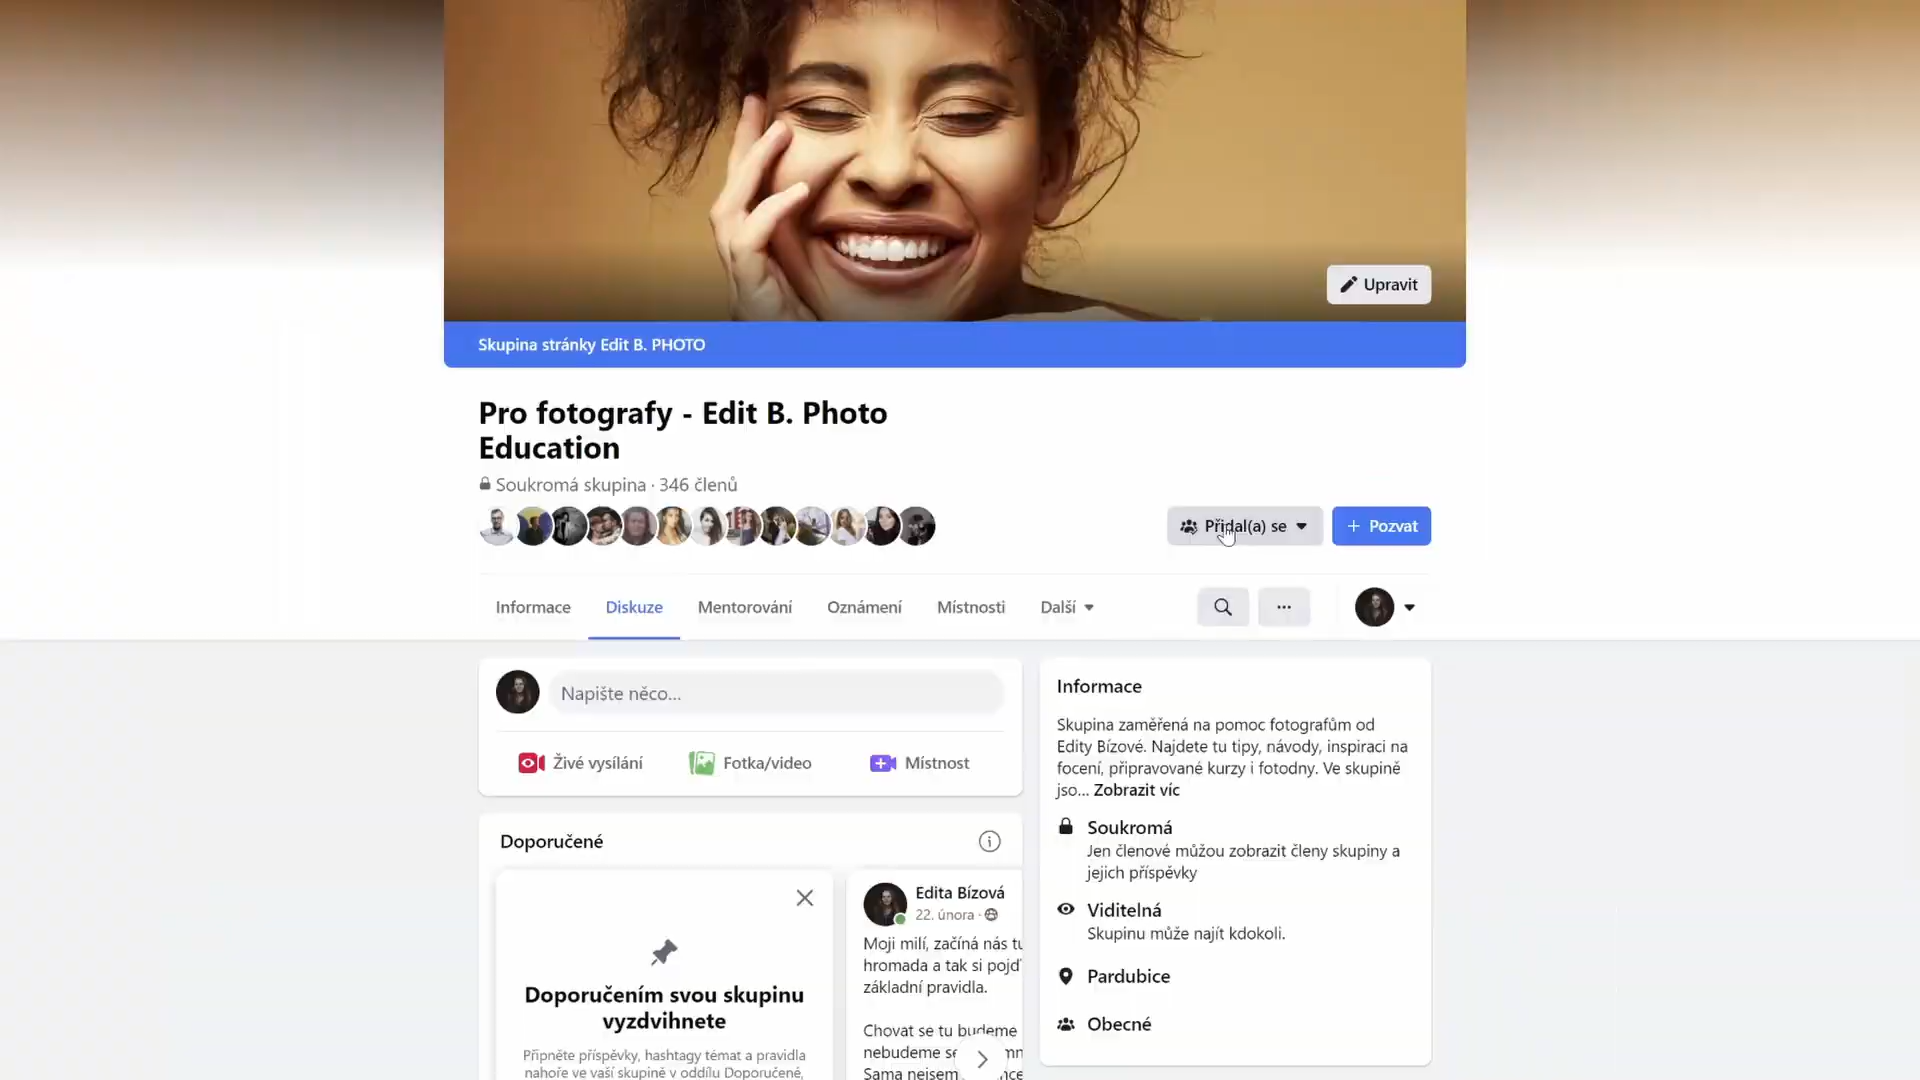 Upravit
Skupina stránky Edit B. PHOTO
Pro fotografy - Edit B. Photo
Education
Soukromá skupina · 346 členů
Přidal(a) se
+ Pozvat
Informace
Diskuze
Mentorování
Oznámení
Místnosti
Další
Napište něco...
Živé vysílání
Fotka/video
Místnost
Doporučené
Doporučením svou skupinu
vyzdvihnete
Připněte příspěvky, hashtagy témat a pravidla
nahoře ve vaší skupině v oddílu Doporučené,
Edita Bízová
22. února ·
Moji milí, začíná nás tu
hromada a tak si pojď
základní pravidla.
Chovat se tu budeme
nebudeme
Sama nejsem
Informace
Skupina zaměřená na pomoc fotografům od
Edity Bízové. Najdete tu tipy, návody, inspiraci na
focení, připravované kurzy i fotodny. Ve skupině
jso... Zobrazit víc
Soukromá
Jen členové můžou zobrazit členy skupiny a
jejich příspěvky
Viditelná
Skupinu může najít kdokoli.
Pardubice
Obecné